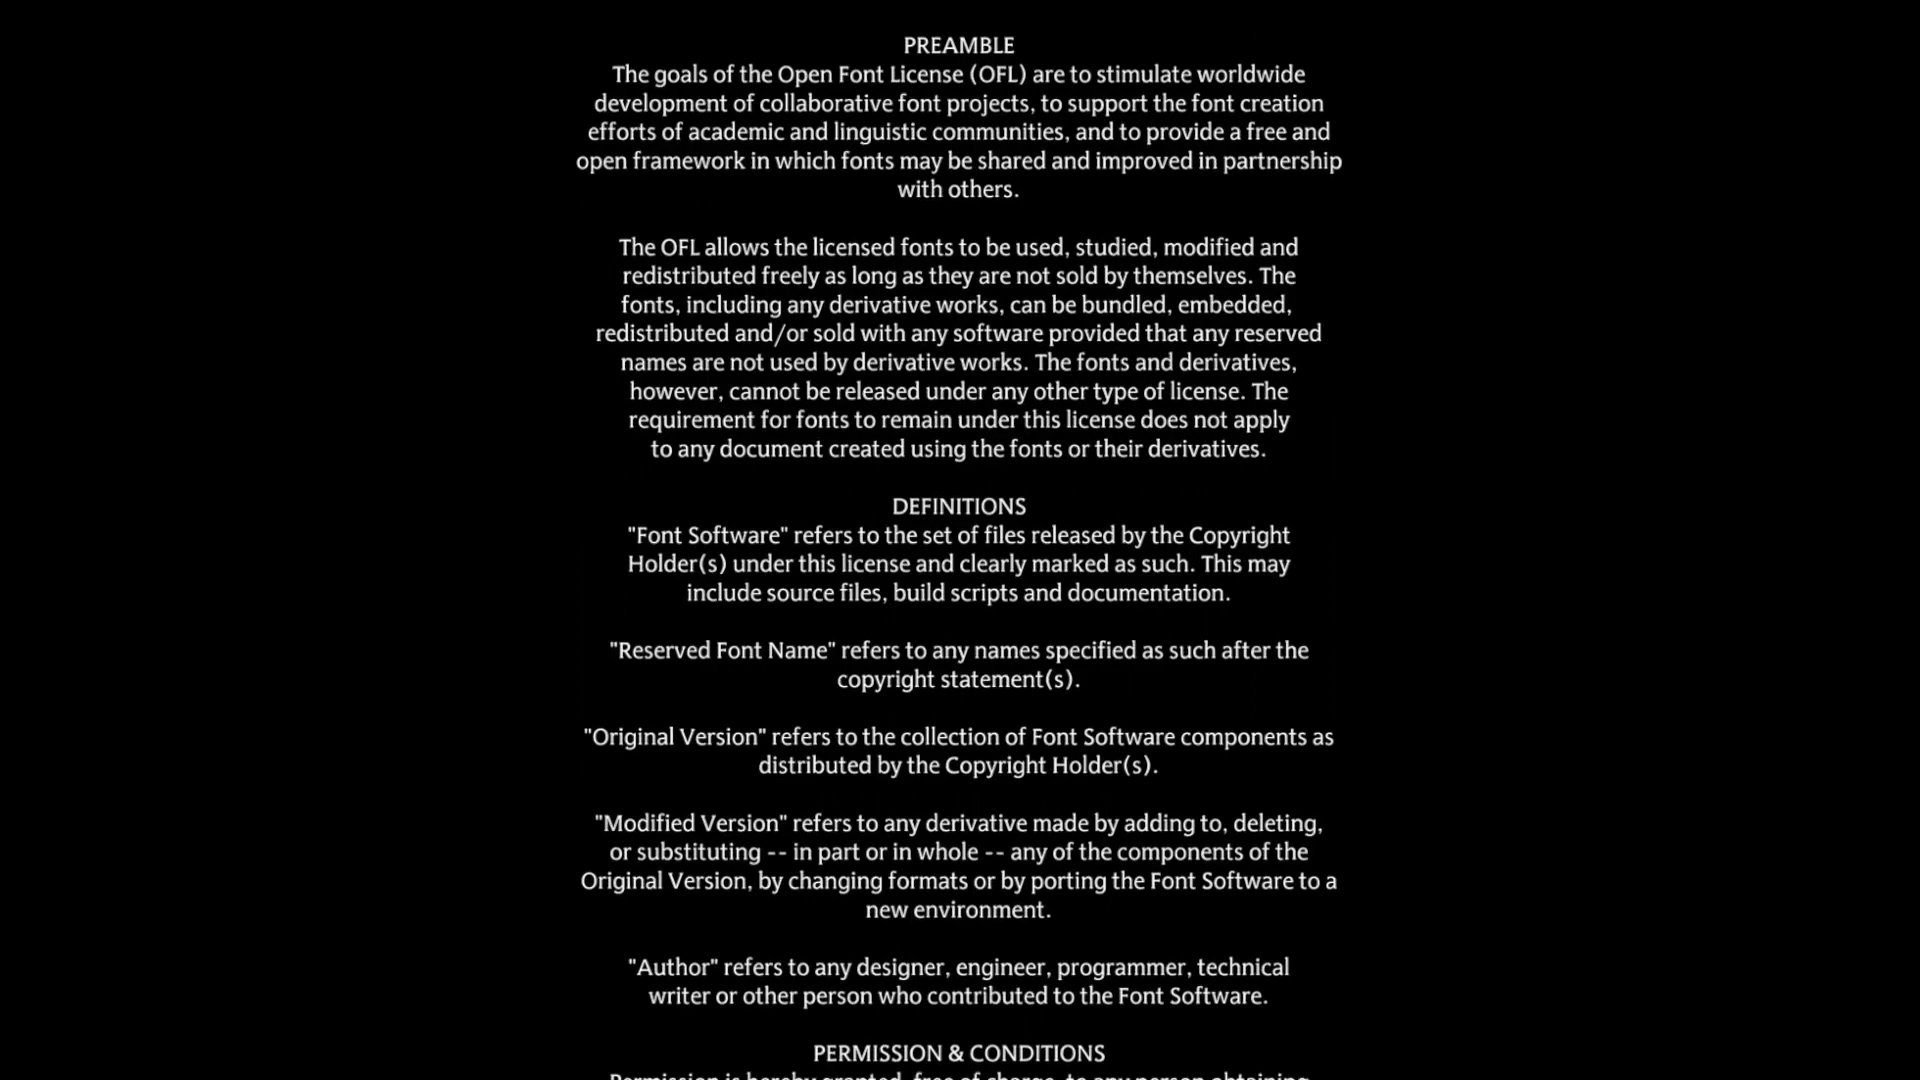 PREAMBLE
The goals of the Open Font License (OFL) are to stimulate worldwide
development of collaborative font projects, to support the font creation
efforts of academic and linguistic communities, and to provide a free and
open framework in which fonts may be shared and improved in partnership
with others.
The OFL allows the licensed fonts to be used, studied, modified and
redistributed freely as long as they are not sold by themselves. The
fonts, including any derivative works, can be bundled, embedded,
redistributed and/or sold with any software provided that any reserved
names are not used by derivative works. The fonts and derivatives,
however, cannot be released under any other type of license. The
requirement for fonts to remain under this license does not apply
to any document created using the fonts or their derivatives.
DEFINITIONS
"Font Software" refers to the set of files released by the Copyright
Holder(s) under this license and clearly marked as such. This may
include source files, build scripts and documentation.
"Reserved Font Name" refers to any names specified as such after the
copyright statement(s).
"Original Version" refers to the collection of Font Software components as
distributed by the Copyright Holder(s).
"Modified Version" refers to any derivative made by adding to, deleting,
or substituting -- in part or in whole -- any of the components of the
Original Version, by changing formats or by porting the Font Software to a
new environment.
"Author" refers to any designer, engineer, programmer, technical
writer or other person who contributed to the Font Software.
PERMISSION & CONDITIONS
Permission is hereby granted, free of charge, to any person obtaining